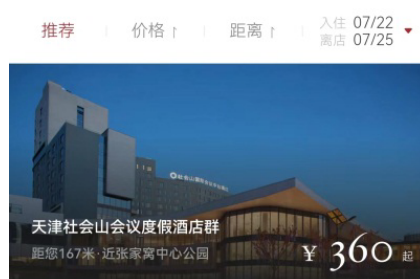 推荐 价格↑ 距离↑ 入住 07/22
离店 07/25
天津社会山会议度假酒店群
距您167米·近张家窝中心公园
¥ 360 起